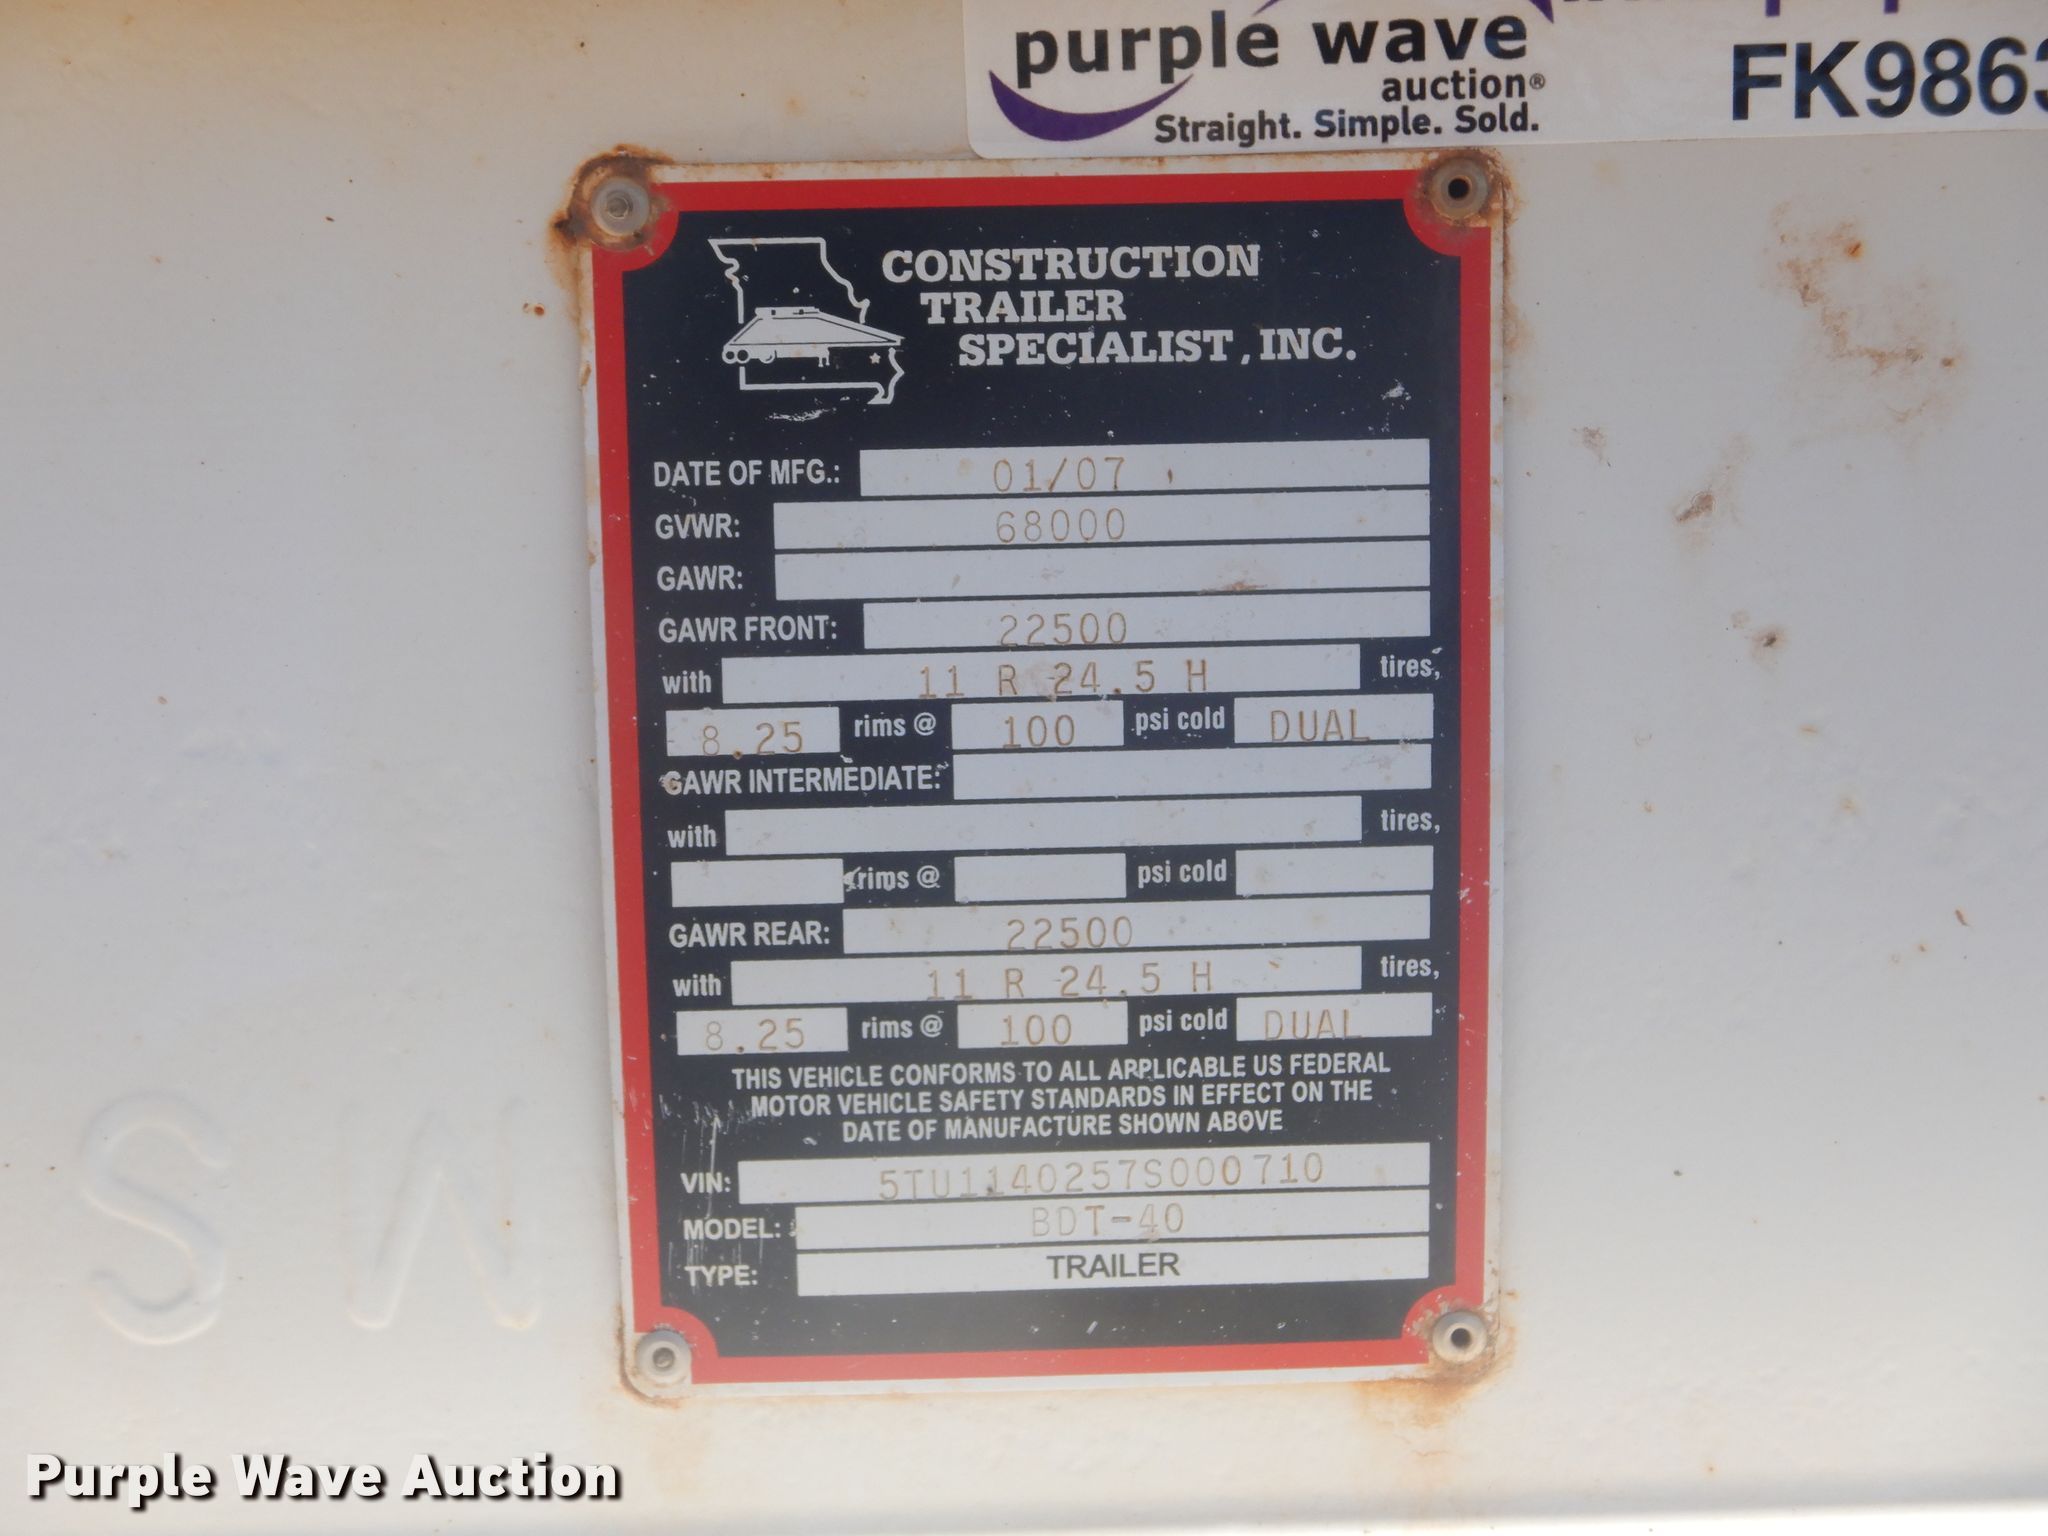 purple wave
auction®
Straight. Simple. Sold.
FK9863
CONSTRUCTION
TRAILER
SPECIALIST, INC.
DATE OF MFG.: 01/07
GVWR: 68000
GAWR:
GAWR FRONT: 22500
with 11 R 24.5 H tires,
8.25 rims @ 100 psi cold DUAL
GAWR INTERMEDIATE:
with tires,
rims @ psi cold
GAWR REAR: 22500
with 11 R 24.5 H tires,
8.25 rims @ 100 psi cold DUAL
THIS VEHICLE CONFORMS TO ALL APPLICABLE US FEDERAL
MOTOR VEHICLE SAFETY STANDARDS IN EFFECT ON THE
DATE OF MANUFACTURE SHOWN ABOVE
VIN: 5TU1140257S000710
MODEL: BDT-40
TYPE: TRAILER
S W
Purple Wave Auction